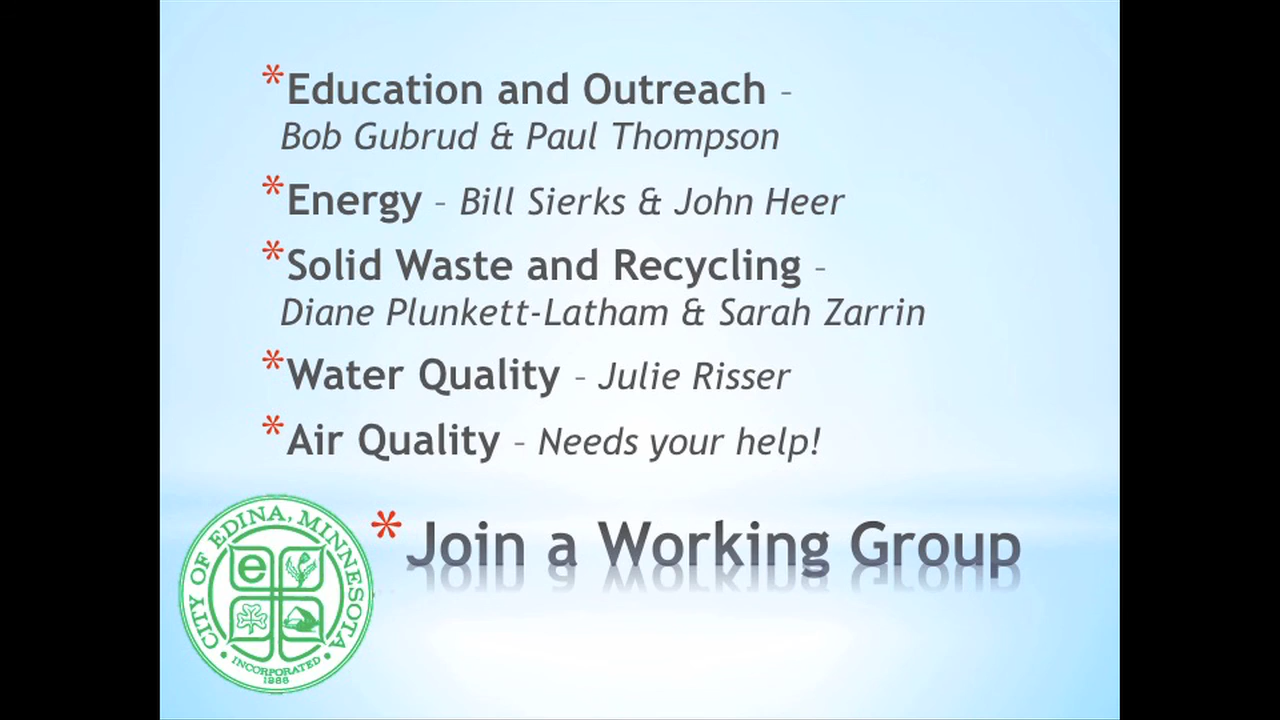 *Education and Outreach –
Bob Gubrud & Paul Thompson
*Energy – Bill Sierks & John Heer
*Solid Waste and Recycling –
Diane Plunkett-Latham & Sarah Zarrin
*Water Quality – Julie Risser
*Air Quality – Needs your help!
*Join a Working Group
CITY OF EDINA, MINNESOTA
e
• INCORPORATED •